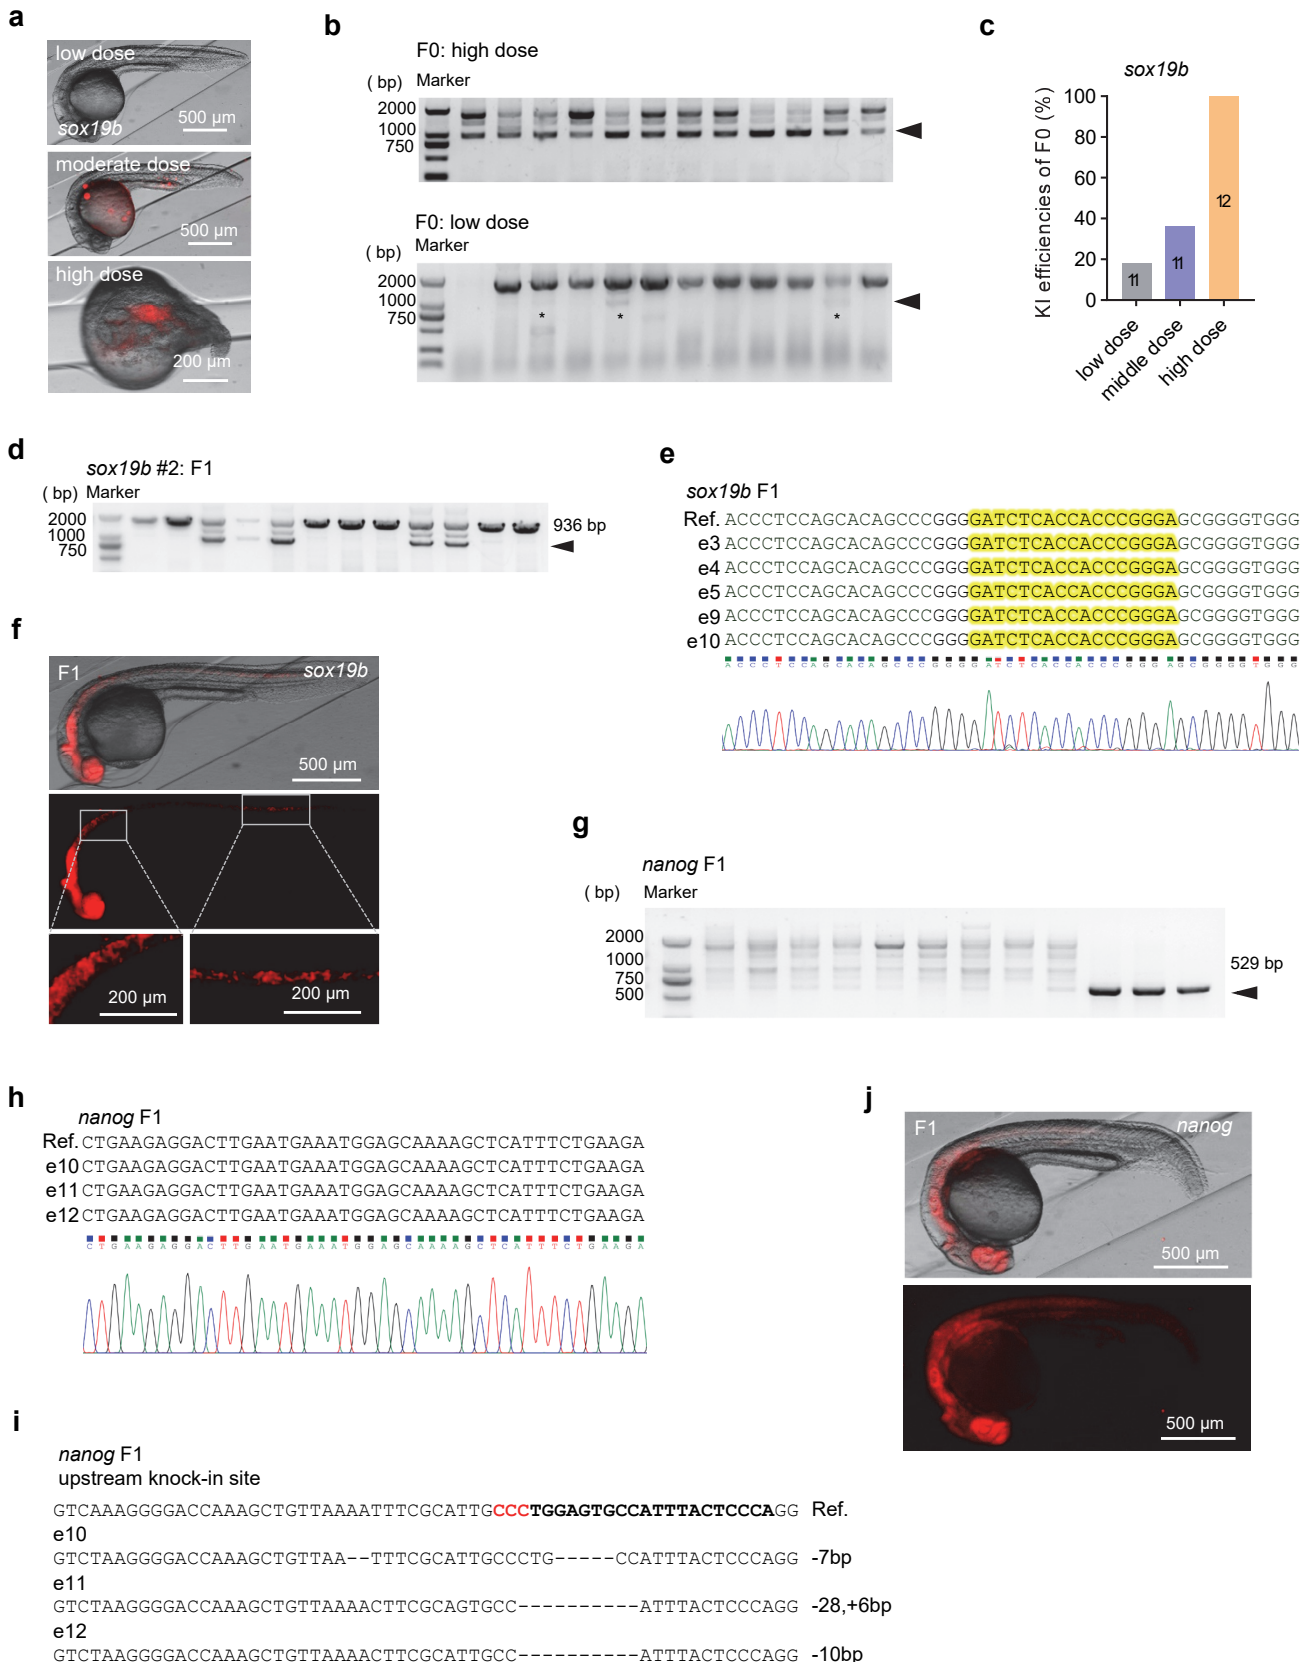 a
low dose
sox19b
500 µm
moderate dose
500 µm
high dose
200 µm
b
F0: high dose
( bp) Marker
2000
1000
750
F0: low dose
( bp) Marker
2000
1000
750
* * *
c
sox19b
KI efficiencies of F0 (%)
100
80
60
40
20
0
11
11
12
low dose
middle dose
high dose
d
sox19b #2: F1
( bp) Marker
2000
1000
750
936 bp
e
sox19b F1
Ref. ACCCTCCAGCACAGCCCGGGGATCTCACCACCCGGGAGCGGGGTGGG
e3 ACCCTCCAGCACAGCCCGGGGATCTCACCACCCGGGAGCGGGGTGGG
e4 ACCCTCCAGCACAGCCCGGGGATCTCACCACCCGGGAGCGGGGTGGG
e5 ACCCTCCAGCACAGCCCGGGGATCTCACCACCCGGGAGCGGGGTGGG
e9 ACCCTCCAGCACAGCCCGGGGATCTCACCACCCGGGAGCGGGGTGGG
e10 ACCCTCCAGCACAGCCCGGGGATCTCACCACCCGGGAGCGGGGTGGG
A C C C T C C A G C A C A G C C C G G G G A T C T C A C C A C C C G G G A G C G G G G T G G G
f
F1
sox19b
500 µm
200 µm
200 µm
g
nanog F1
( bp) Marker
2000
1000
750
500
529 bp
h
nanog F1
Ref. CTGAAGAGGACTTGAATGAAATGGAGCAAAAGCTCATTTCTGAAGA
e10 CTGAAGAGGACTTGAATGAAATGGAGCAAAAGCTCATTTCTGAAGA
e11 CTGAAGAGGACTTGAATGAAATGGAGCAAAAGCTCATTTCTGAAGA
e12 CTGAAGAGGACTTGAATGAAATGGAGCAAAAGCTCATTTCTGAAGA
C T G A A G A G G A C T T G A A T G A A A T G G A G C A A A A G C T C A T T T C T G A A G A
j
F1
nanog
500 µm
500 µm
i
nanog F1
upstream knock-in site
GTCAAAGGGGACCAAAGCTGTTAAAATTTCGCATTGCCCTGGAGTGCCATTTACTCCCAGG Ref.
e10
GTCTAAGGGGACCAAAGCTGTTAA--TTTCGCATTGCCCTG-----CCATTTACTCCCAGG -7bp
e11
GTCTAAGGGGACCAAAGCTGTTAAAACTTCGCAGTGCC----------ATTTACTCCCAGG -28,+6bp
e12
GTCTAAGGGGACCAAAGCTGTTAAAACTTCGCATTGCC----------ATTTACTCCCAGG -10bp